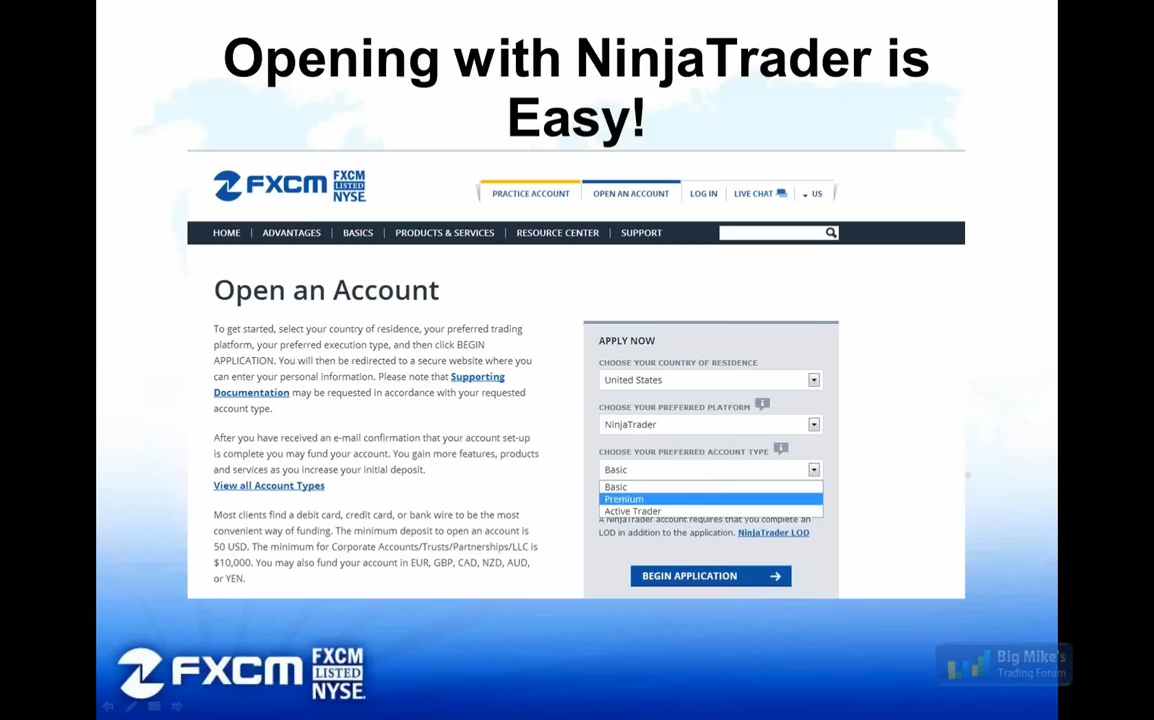 Opening with NinjaTrader is
Easy!
FXCM FXCM LISTED NYSE
PRACTICE ACCOUNT OPEN AN ACCOUNT LOG IN LIVE CHAT US
HOME ADVANTAGES BASICS PRODUCTS & SERVICES RESOURCE CENTER SUPPORT
Open an Account
To get started, select your country of residence, your preferred trading
platform, your preferred execution type, and then click BEGIN
APPLICATION. You will then be redirected to a secure website where you
can enter your personal information. Please note that Supporting
Documentation may be requested in accordance with your requested
account type.
After you have received an e-mail confirmation that your account set-up
is complete you may fund your account. You gain more features, products
and services as you increase your initial deposit.
View all Account Types
Most clients find a debit card, credit card, or bank wire to be the most
convenient way of funding. The minimum deposit to open an account is
50 USD. The minimum for Corporate Accounts/Trusts/Partnerships/LLC is
$10,000. You may also fund your account in EUR, GBP, CAD, NZD, AUD,
or YEN.
APPLY NOW
CHOOSE YOUR COUNTRY OF RESIDENCE
United States
CHOOSE YOUR PREFERRED PLATFORM
NinjaTrader
CHOOSE YOUR PREFERRED ACCOUNT TYPE
Basic
Basic
Premium
Active Trader
A NinjaTrader account requires that you complete an
LOD in addition to the application. NinjaTrader LOD
BEGIN APPLICATION
FXCM FXCM LISTED NYSE
Big Mike's
Trading Forum